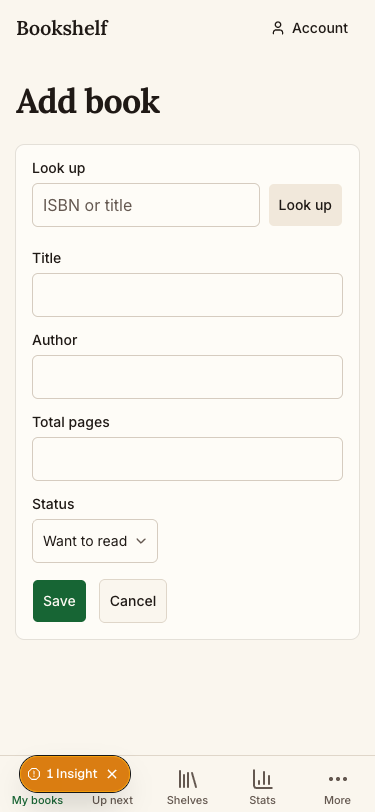 Bookshelf
Account
Add book
Look up
ISBN or title
Look up
Title
Author
Total pages
Status
Want to read
Save
Cancel
1 Insight
My books
Up next
Shelves
Stats
More